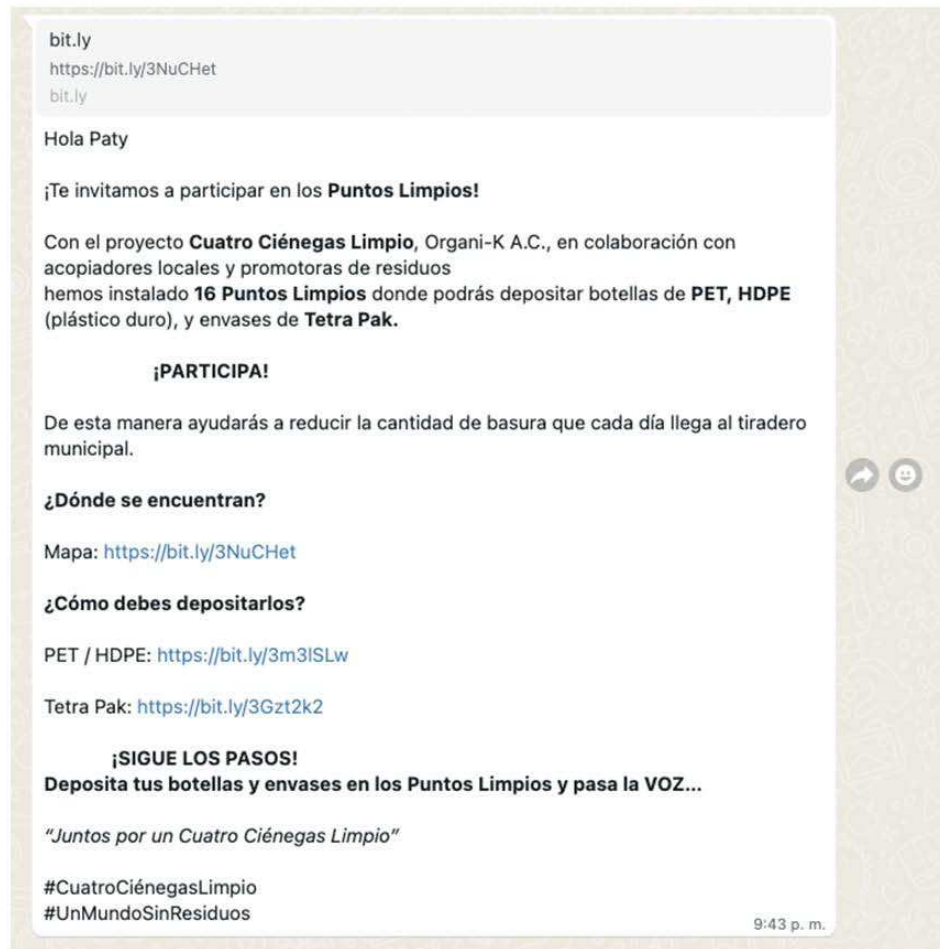 bit.ly
https://bit.ly/3NuCHet
bit.ly
Hola Paty
¡Te invitamos a participar en los Puntos Limpios!
Con el proyecto Cuatro Ciénegas Limpio, Organi-K A.C., en colaboración con
acopiadores locales y promotoras de residuos
hemos instalado 16 Puntos Limpios donde podrás depositar botellas de PET, HDPE
(plástico duro), y envases de Tetra Pak.
¡PARTICIPA!
De esta manera ayudarás a reducir la cantidad de basura que cada día llega al tiradero
municipal.
¿Dónde se encuentran?
Mapa: https://bit.ly/3NuCHet
¿Cómo debes depositarlos?
PET / HDPE: https://bit.ly/3m3lSLw
Tetra Pak: https://bit.ly/3Gzt2k2
¡SIGUE LOS PASOS!
Deposita tus botellas y envases en los Puntos Limpios y pasa la VOZ...
“Juntos por un Cuatro Ciénegas Limpio”
#CuatroCiénegasLimpio
#UnMundoSinResiduos
9:43 p. m.